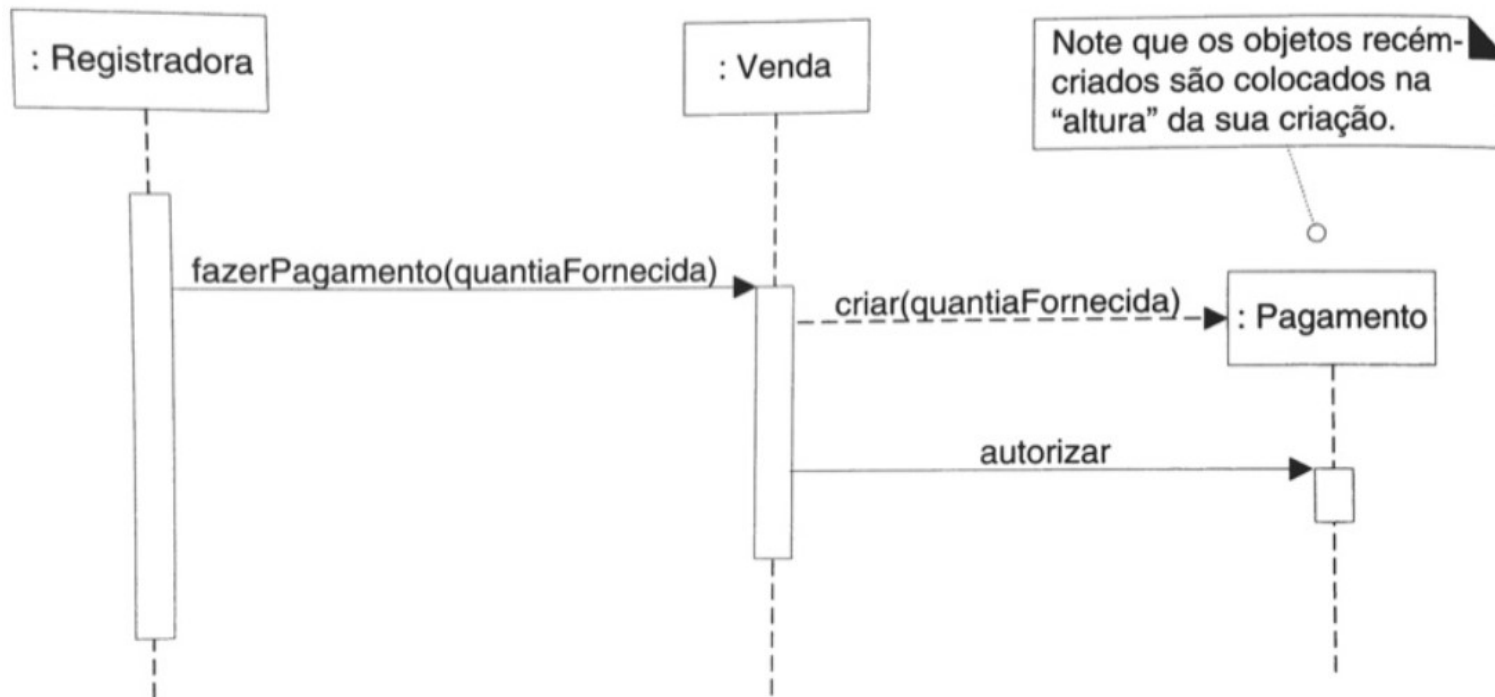 : Registradora
: Venda
Note que os objetos recém-
criados são colocados na
“altura” da sua criação.
fazerPagamento(quantiaFornecida)
criar(quantiaFornecida)
: Pagamento
autorizar